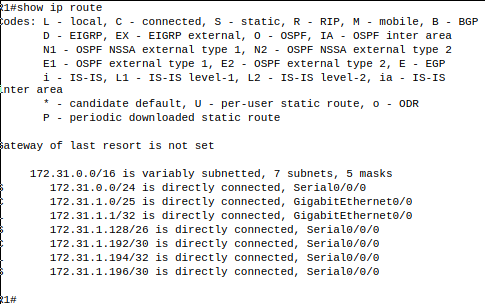 R1#show ip route
Codes: L - local, C - connected, S - static, R - RIP, M - mobile, B - BGP
D - EIGRP, EX - EIGRP external, O - OSPF, IA - OSPF inter area
N1 - OSPF NSSA external type 1, N2 - OSPF NSSA external type 2
E1 - OSPF external type 1, E2 - OSPF external type 2, E - EGP
i - IS-IS, L1 - IS-IS level-1, L2 - IS-IS level-2, ia - IS-IS
inter area
* - candidate default, U - per-user static route, o - ODR
P - periodic downloaded static route
Gateway of last resort is not set
172.31.0.0/16 is variably subnetted, 7 subnets, 5 masks
S 172.31.0.0/24 is directly connected, Serial0/0/0
C 172.31.1.0/25 is directly connected, GigabitEthernet0/0
L 172.31.1.1/32 is directly connected, GigabitEthernet0/0
S 172.31.1.128/26 is directly connected, Serial0/0/0
C 172.31.1.192/30 is directly connected, Serial0/0/0
L 172.31.1.194/32 is directly connected, Serial0/0/0
S 172.31.1.196/30 is directly connected, Serial0/0/0
R1#